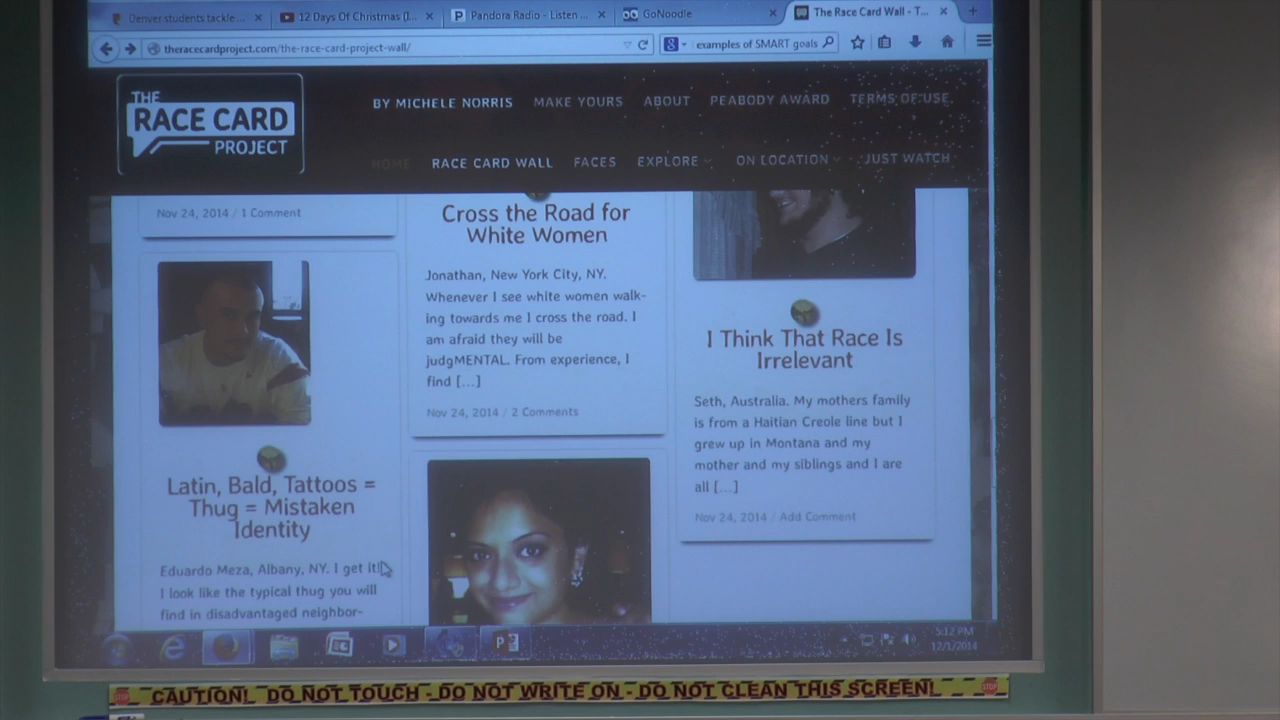 Denver students tackle...
12 Days Of Christmas (I...
Pandora Radio - Listen ...
GoNoodle
The Race Card Wall - T...
theracecardproject.com/the-race-card-project-wall/
examples of SMART goals
THE
RACE CARD
PROJECT
BY MICHELE NORRIS
MAKE YOURS
ABOUT
PEABODY AWARD
TERMS OF USE
HOME
RACE CARD WALL
FACES
EXPLORE
ON LOCATION
JUST WATCH
Nov 24, 2014 / 1 Comment
Latin, Bald, Tattoos =
Thug = Mistaken
Identity
Eduardo Meza, Albany, NY. I get it!
I look like the typical thug you will
find in disadvantaged neighbor-
Cross the Road for
White Women
Jonathan, New York City, NY.
Whenever I see white women walk-
ing towards me I cross the road. I
am afraid they will be
judgMENTAL. From experience, I
find [...]
Nov 24, 2014 / 2 Comments
I Think That Race Is
Irrelevant
Seth, Australia. My mothers family
is from a Haitian Creole line but I
grew up in Montana and my
mother and my siblings and I are
all [...]
Nov 24, 2014 / Add Comment
5:12 PM
12/1/2014
CAUTION! DO NOT TOUCH - DO NOT WRITE ON - DO NOT CLEAN THIS SCREEN!